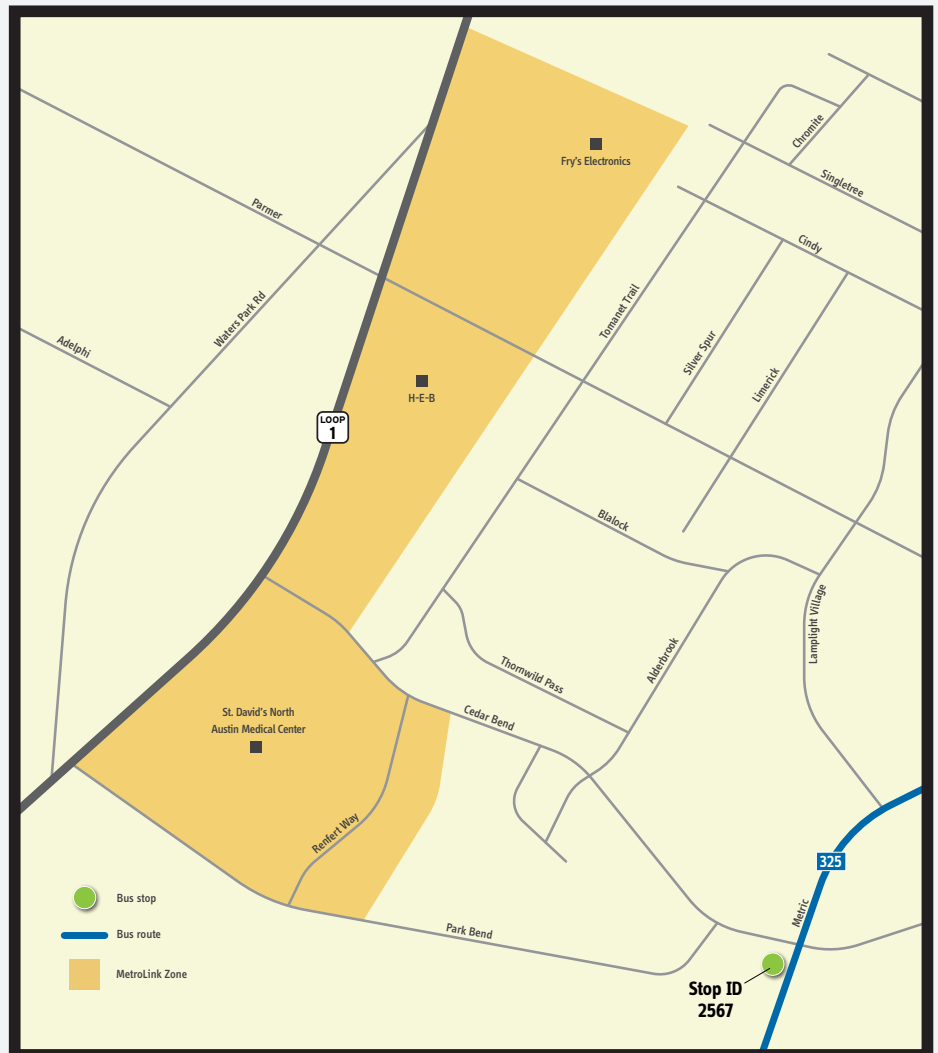 Fry's Electronics
Chromite
Singletree
Parmer
Cindy
Waters Park Rd
Tomanet Trail
Adelphi
Silver Spur
Limerick
H-E-B
LOOP
1
Blalock
Lamplight Village
Thornwild Pass
Alderbrook
St. David's North
Austin Medical Center
Cedar Bend
Renfert Way
325
Bus stop
Metric
Bus route
Park Bend
MetroLink Zone
Stop ID
2567